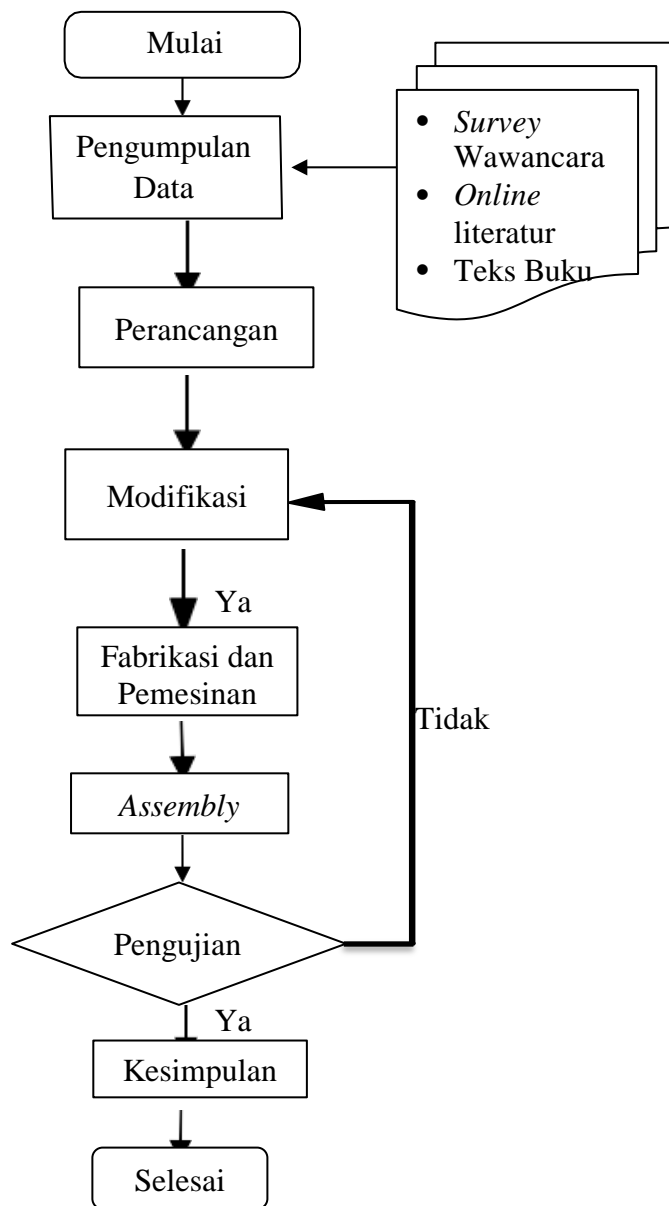 Mulai
Pengumpulan
Data
• Survey
Wawancara
• Online
literatur
• Teks Buku
Perancangan
Modifikasi
Ya
Fabrikasi dan
Pemesinan
Tidak
Assembly
Pengujian
Ya
Kesimpulan
Selesai